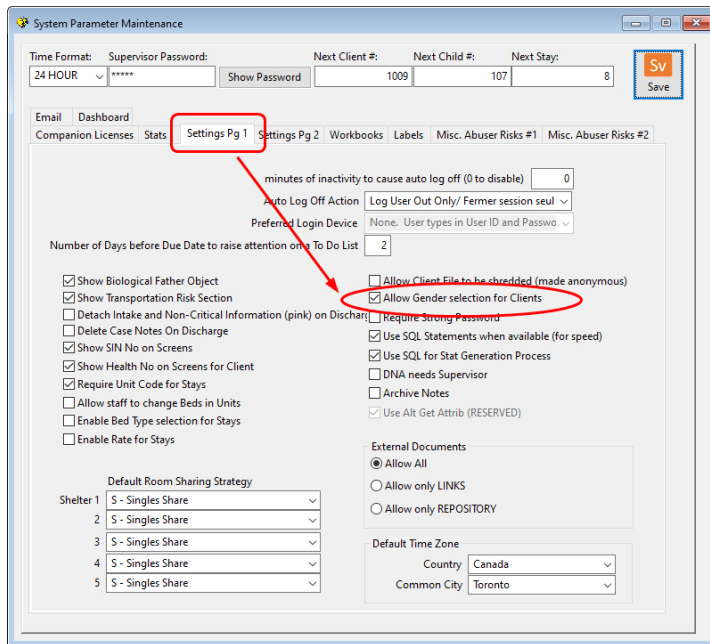 System Parameter Maintenance
Time Format: Supervisor Password: Next Client #: Next Child #: Next Stay:
24 HOUR ***** Show Password 1009 107 8
Sv
Save
Email Dashboard
Companion Licenses Stats Settings Pg 1 Settings Pg 2 Workbooks Labels Misc. Abuser Risks #1 Misc. Abuser Risks #2
minutes of inactivity to cause auto log off (0 to disable) 0
Auto Log Off Action Log User Out Only/ Fermer session seul
Preferred Login Device None. User types in User ID and Passwo
Number of Days before Due Date to raise attention on a To Do List 2
Show Biological Father Object
Show Transportation Risk Section
Detach Intake and Non-Critical Information (pink) on Discharg
Delete Case Notes On Discharge
Show SIN No on Screens
Show Health No on Screens for Client
Require Unit Code for Stays
Allow staff to change Beds in Units
Enable Bed Type selection for Stays
Enable Rate for Stays
Allow Client File to be shredded (made anonymous)
Allow Gender selection for Clients
Require Strong Password
Use SQL Statements when available (for speed)
Use SQL for Stat Generation Process
DNA needs Supervisor
Archive Notes
Use Alt Get Attrib (RESERVED)
Default Room Sharing Strategy
Shelter 1 S - Singles Share
2 S - Singles Share
3 S - Singles Share
4 S - Singles Share
5 S - Singles Share
External Documents
Allow All
Allow only LINKS
Allow only REPOSITORY
Default Time Zone
Country Canada
Common City Toronto